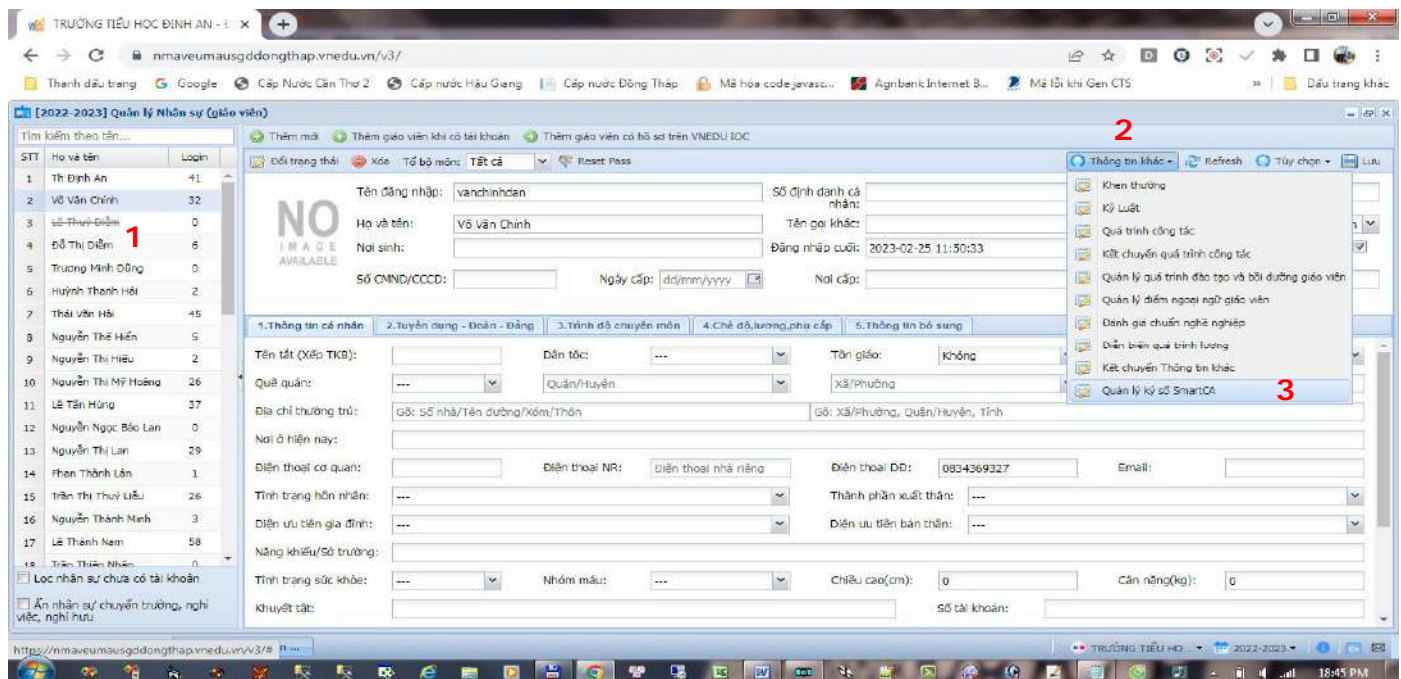 TRƯỜNG TIỂU HỌC ĐỊNH AN - E
nmaveumausgddongthap.vnedu.vn/v3/
Thanh dấu trang Google Cấp Nước Cần Thơ 2 Cấp nước Hậu Giang Cấp nước Đồng Tháp Mã hóa code javasc... Agribank Internet B... Mã lỗi khi Gen CTS » Dấu trang khác
[2022-2023] Quản lý Nhân sự (giáo viên)
Tìm kiếm theo tên...
Thêm mới Thêm giáo viên khi có tài khoản Thêm giáo viên có hồ sơ trên VNEDU IOC
2
STT Họ và tên Login
Đổi trạng thái Xóa Tổ bộ môn: Tất cả Reset Pass
Thông tin khác Refresh Tùy chọn Lưu
1 Th Định An 41
2 Võ Văn Chính 32
3 Lê Thuý Diễm 0
1
4 Đỗ Thị Diễm 6
5 Trương Minh Dũng 0
6 Huỳnh Thanh Hải 2
7 Thái Văn Hải 45
8 Nguyễn Thế Hiển 5
9 Nguyễn Thị Hiếu 2
10 Nguyễn Thị Mỹ Hoàng 26
11 Lê Tấn Hùng 37
12 Nguyễn Ngọc Bảo Lan 0
13 Nguyễn Thị Lan 29
14 Phan Thành Lân 1
15 Trần Thị Thuý Liễu 26
16 Nguyễn Thành Minh 3
17 Lê Thành Nam 58
18 Trần Thiện Nhân 0
Lọc nhân sự chưa có tài khoản
Ẩn nhân sự chuyển trường, nghỉ việc, nghỉ hưu
NO
IMAGE
AVAILABLE
Tên đăng nhập: vanchinhdan
Số định danh cá nhân:
Họ và tên: Võ Văn Chính
Tên gọi khác:
Nơi sinh:
Đăng nhập cuối: 2023-02-25 11:50:33
Số CMND/CCCD: Ngày cấp: dd/mm/yyyy Nơi cấp:
Khen thưởng
Kỷ Luật
Quá trình công tác
Kết chuyển quá trình công tác
Quản lý quá trình đào tạo và bồi dưỡng giáo viên
Quản lý điểm ngoại ngữ giáo viên
Đánh giá chuẩn nghề nghiệp
Diễn biến quá trình lương
Kết chuyển Thông tin khác
Quản lý ký số SmartCA
3
1.Thông tin cá nhân 2.Tuyển dụng - Đoàn - Đảng 3.Trình độ chuyên môn 4.Chế độ,lương,phụ cấp 5.Thông tin bổ sung
Tên tắt (Xếp TKB): Dân tộc: --- Tôn giáo: Không
Quê quán: --- Quận/Huyện Xã/Phường
Địa chỉ thường trú: Gõ: Số nhà/Tên đường/Xóm/Thôn Gõ: Xã/Phường, Quận/Huyện, Tỉnh
Nơi ở hiện nay:
Điện thoại cơ quan: Điện thoại NR: Điện thoại nhà riêng Điện thoại DĐ: 0834369327 Email:
Tình trạng hôn nhân: --- Thành phần xuất thân: ---
Diện ưu tiên gia đình: --- Diện ưu tiên bản thân: ---
Năng khiếu/Sở trường:
Tình trạng sức khỏe: --- Nhóm máu: --- Chiều cao(cm): 0 Cân nặng(kg): 0
Khuyết tật: Số tài khoản:
https://nmaveumausgddongthap.vnedu.vn/v3/#
TRƯỜNG TIỂU HỌ ... 2022-2023
18:45 PM